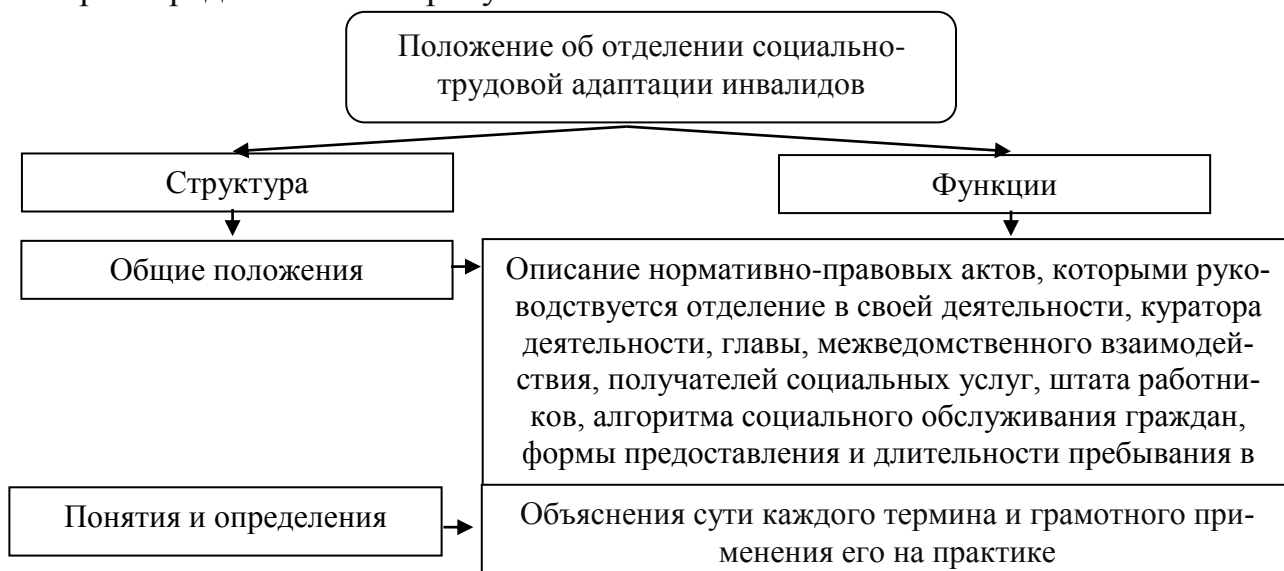 Положение об отделении социально-
трудовой адаптации инвалидов
Структура
Функции
Общие положения
Описание нормативно-правовых актов, которыми руко-
водствуется отделение в своей деятельности, куратора
деятельности, главы, межведомственного взаимодей-
ствия, получателей социальных услуг, штата работни-
ков, алгоритма социального обслуживания граждан,
формы предоставления и длительности пребывания в
Понятия и определения
Объяснения сути каждого термина и грамотного при-
менения его на практике